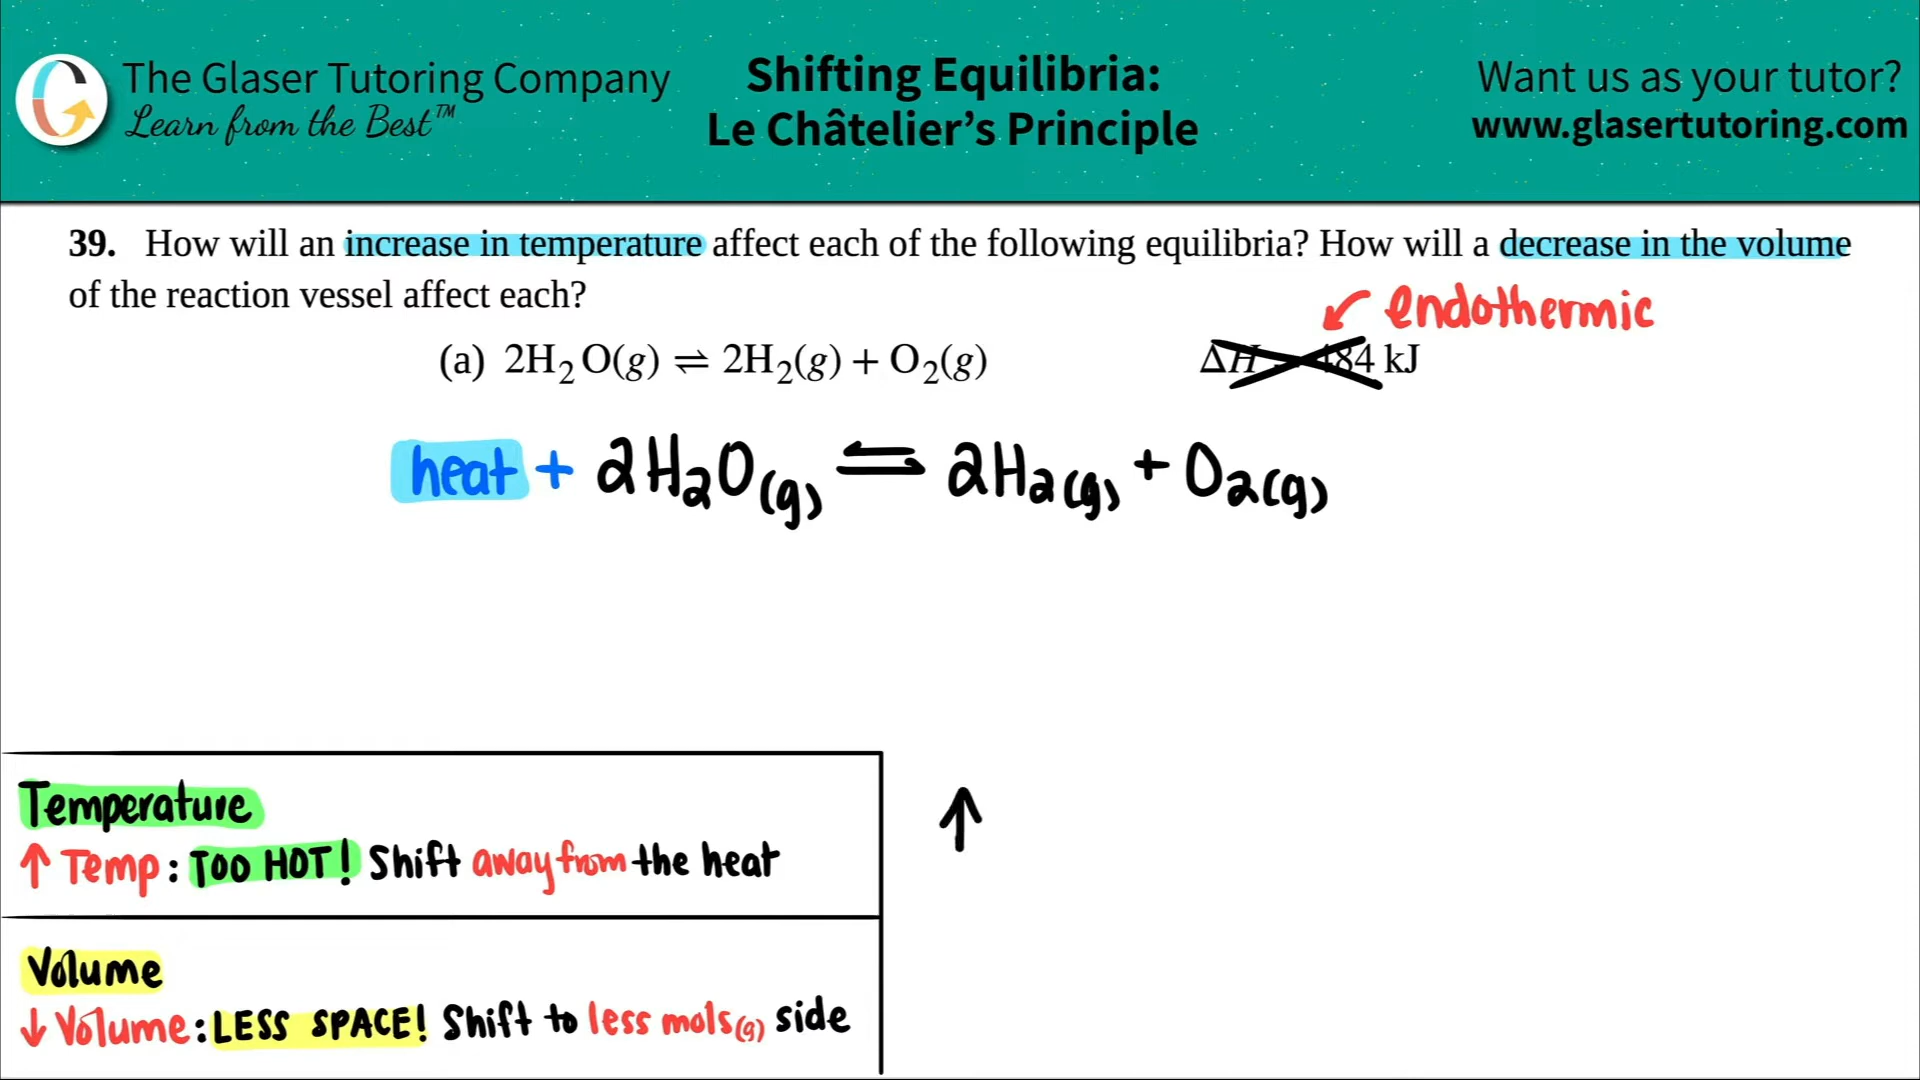 The Glaser Tutoring Company
Learn from the Best™
Shifting Equilibria:
Le Châtelier's Principle
Want us as your tutor?
www.glasertutoring.com
39. How will an increase in temperature affect each of the following equilibria? How will a decrease in the volume
of the reaction vessel affect each?
endothermic
(a) 2H₂O(g) ⇌ 2H₂(g) + O₂(g) ΔH = 484 kJ
heat + 2H₂O(g) ⇌ 2H₂(g) + O₂(g)
Temperature
↑ Temp: TOO HOT! Shift away from the heat
↑
Volume
↓ Volume: LESS SPACE! Shift to less mols(g) side